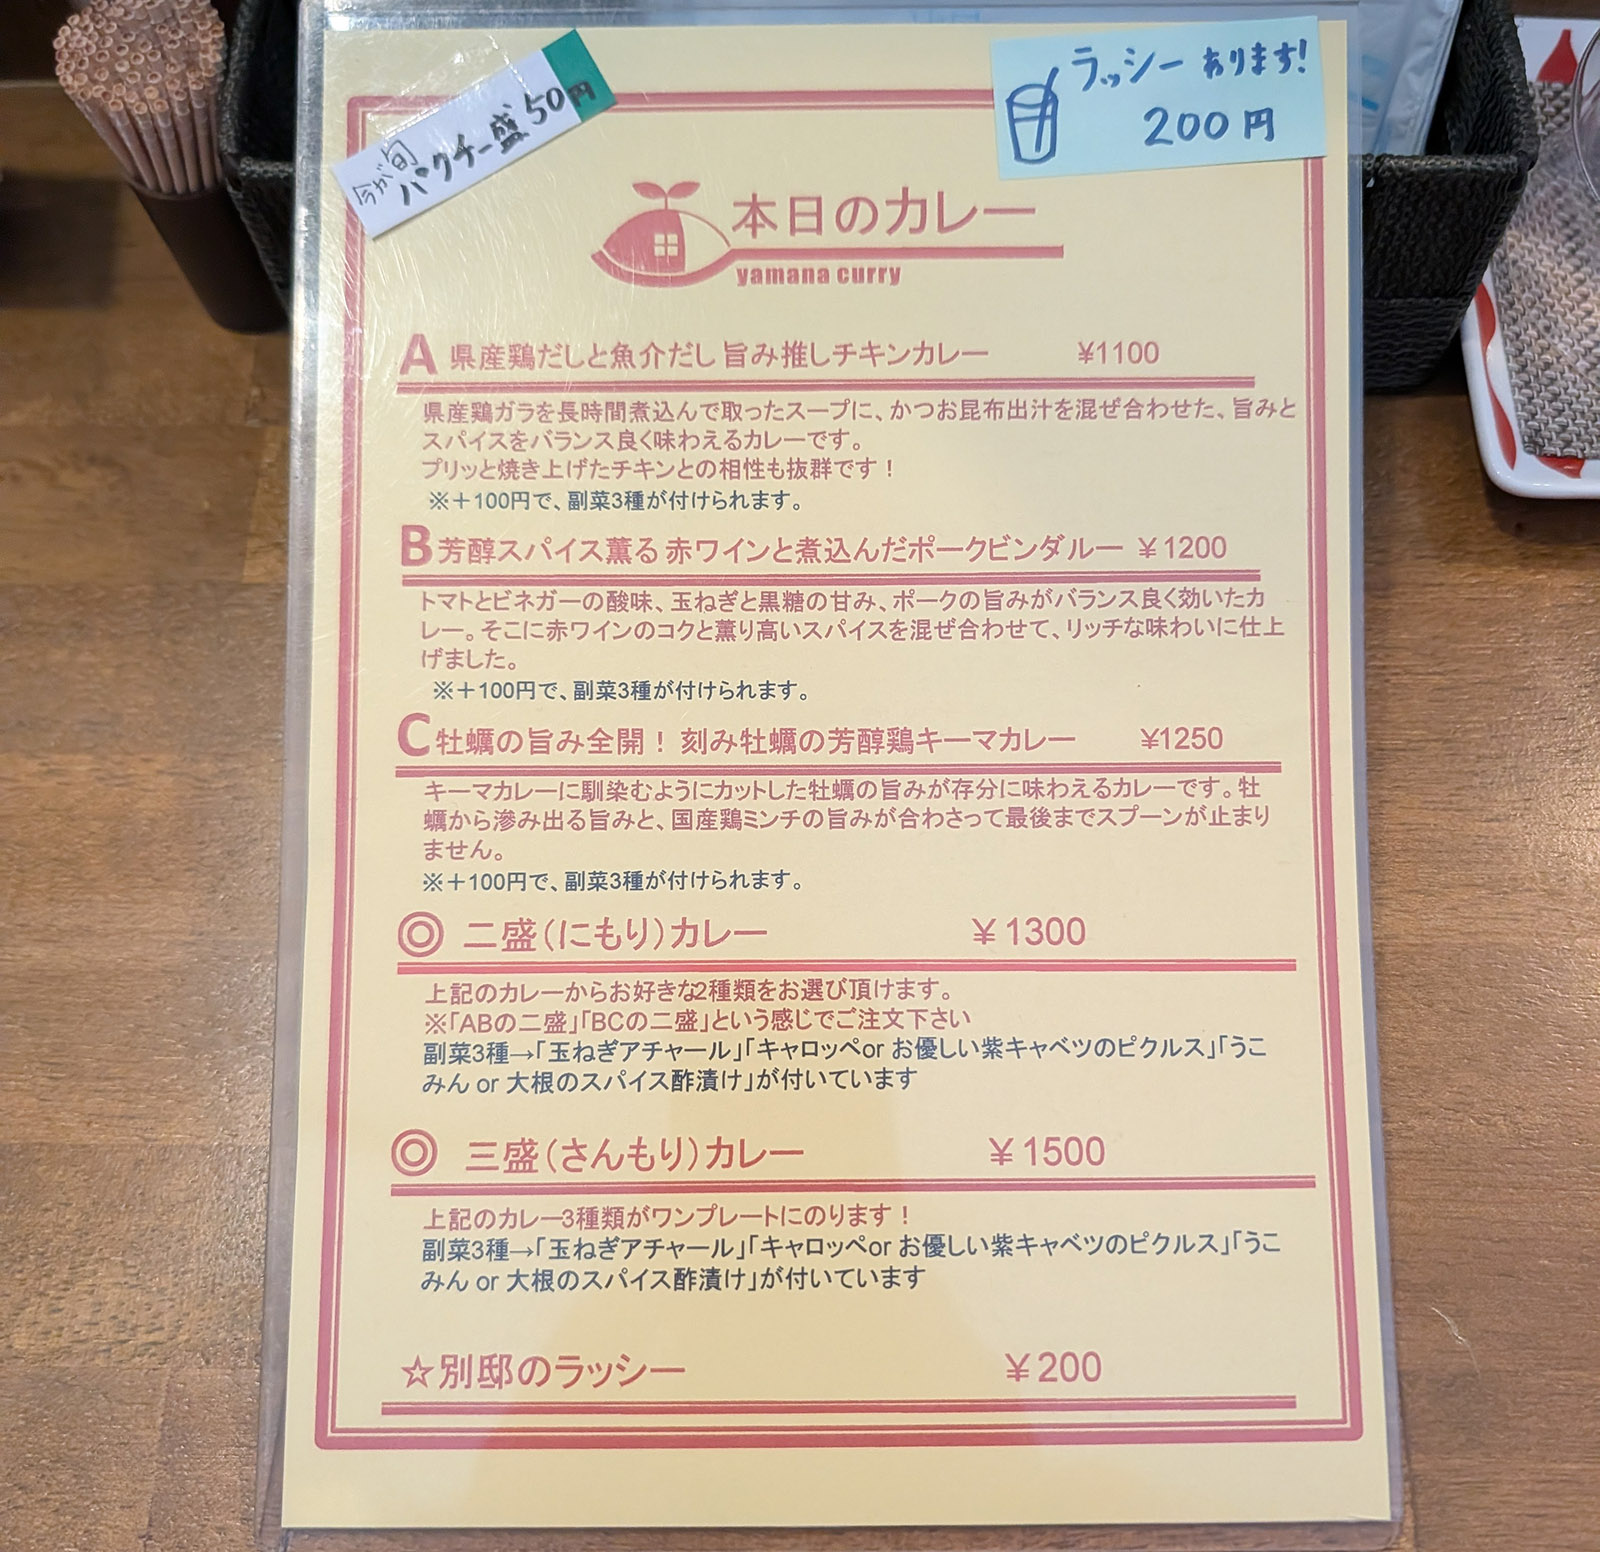 今が旬
パクチー盛50円
ラッシーあります!
200円
本日のカレー
yamana curry
A 県産鶏だしと魚介だし 旨み推しチキンカレー ¥1100
県産鶏ガラを長時間煮込んで取ったスープに、かつお昆布出汁を混ぜ合わせた、旨みと
スパイスをバランス良く味わえるカレーです。
プリッと焼き上げたチキンとの相性も抜群です！
※＋100円で、副菜3種が付けられます。
B 芳醇スパイス薫る 赤ワインと煮込んだポークビンダルー ￥1200
トマトとビネガーの酸味、玉ねぎと黒糖の甘み、ポークの旨みがバランス良く効いたカ
レー。そこに赤ワインのコクと薫り高いスパイスを混ぜ合わせて、リッチな味わいに仕上
げました。
※＋100円で、副菜3種が付けられます。
C 牡蠣の旨み全開！ 刻み牡蠣の芳醇鶏キーマカレー ¥1250
キーマカレーに馴染むようにカットした牡蠣の旨みが存分に味わえるカレーです。牡
蠣から滲み出る旨みと、国産鶏ミンチの旨みが合わさって最後までスプーンが止まり
ません。
※＋100円で、副菜3種が付けられます。
◎ 二盛（にもり）カレー ￥1300
上記のカレーからお好きな2種類をお選び頂けます。
※「ABの二盛」「BCの二盛」という感じでご注文下さい
副菜3種→「玉ねぎアチャール」「キャロッペor お優しい紫キャベツのピクルス」「うこ
みん or 大根のスパイス酢漬け」が付いています
◎ 三盛（さんもり）カレー ￥1500
上記のカレー3種類がワンプレートにのります！
副菜3種→「玉ねぎアチャール」「キャロッペor お優しい紫キャベツのピクルス」「うこ
みん or 大根のスパイス酢漬け」が付いています
☆別邸のラッシー ￥200